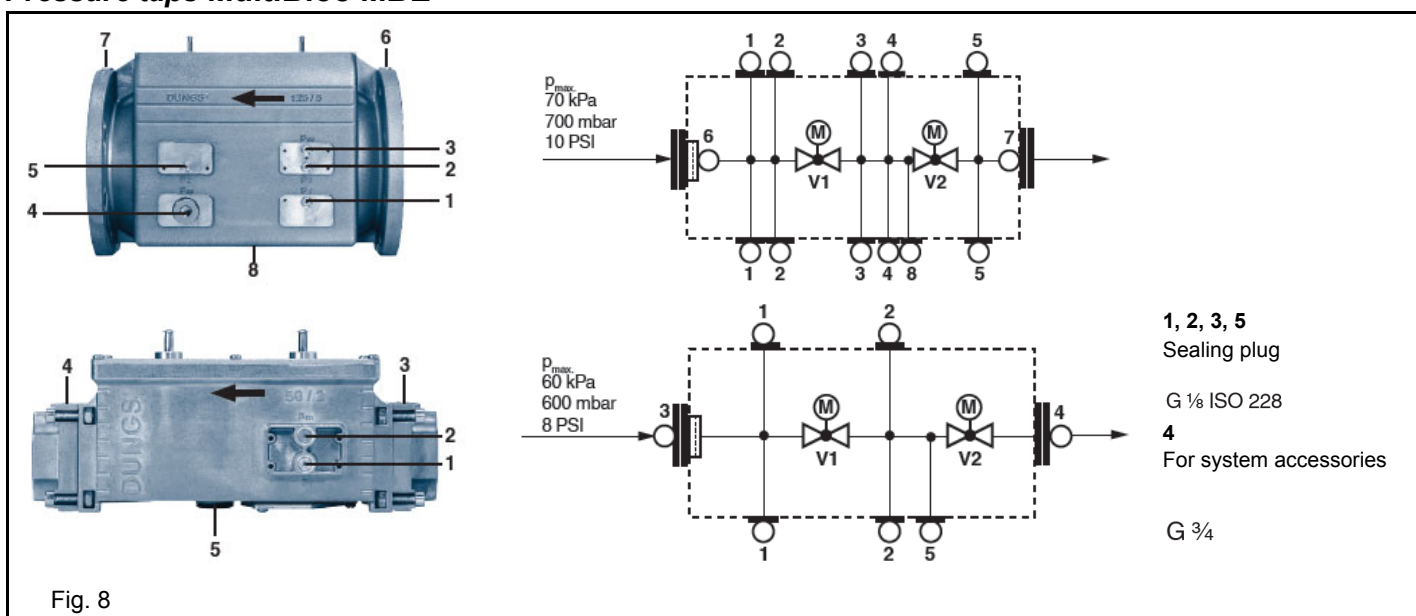 Pressure taps MultiBloc MBE
7
6
DUNGS
125 / 5
3
2
5
4
1
8
1 2 3 4 5
pmax.
70 kPa
700 mbar
10 PSI
6
M
M
7
V1
V2
1 2 3 4 8 5
4
3
DUNGS
50 / 2
2
1
5
1 2
pmax.
60 kPa
600 mbar
8 PSI
3
M
M
4
V1
V2
1 2 5
1, 2, 3, 5
Sealing plug
G ⅛ ISO 228
4
For system accessories
G ¾
Fig. 8